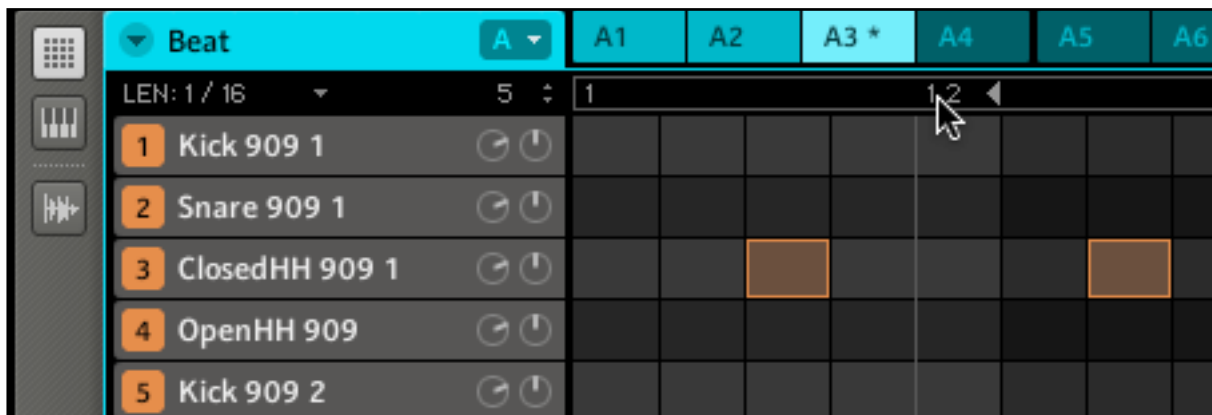 Beat A A1 A2 A3 * A4 A5 A6
LEN: 1 / 16 5 1 1.2
1 Kick 909 1
2 Snare 909 1
3 ClosedHH 909 1
4 OpenHH 909
5 Kick 909 2